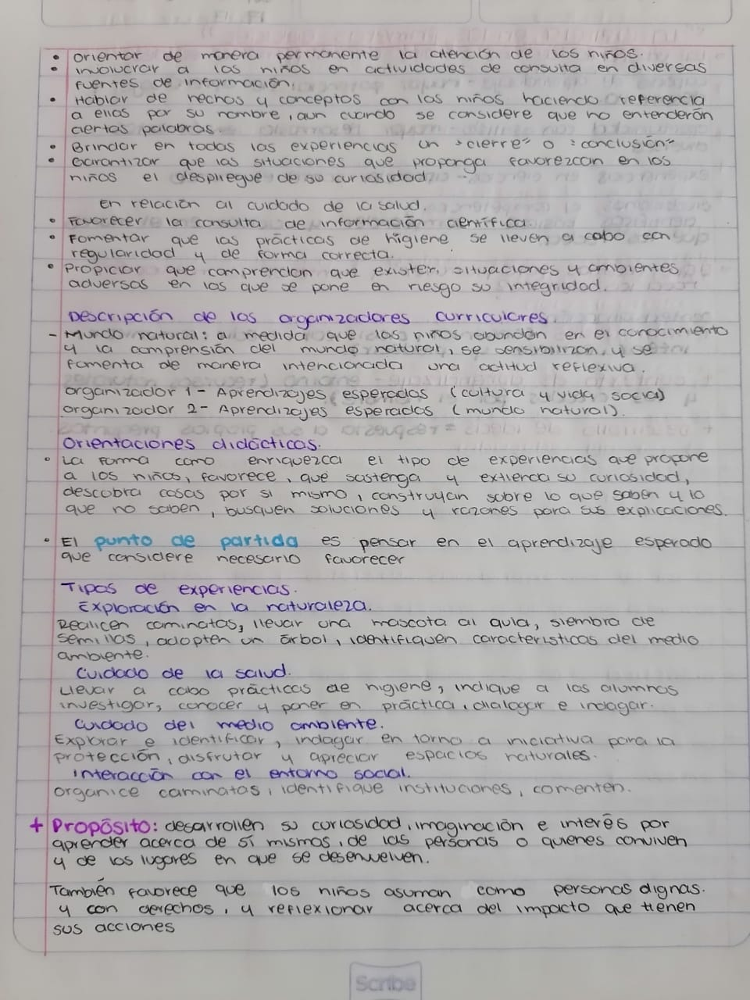 • Orientar de manera permanente la atención de los niños.
• Involucrar a los niños en actividades de consulta en diversas
fuentes de información.
• Hablar de hechos y conceptos con los niños haciendo referencia
a ellos por su nombre, aun cuando se considere que no entenderán
ciertas palabras.
• Brindar en todas las experiencias un "cierre" o "conclusión"
• Garantizar que las situaciones que proponga favorezcan en los
niños el despliegue de su curiosidad.
En relación al cuidado de la salud.
• Favorecer la consulta de información científica.
• Fomentar que las prácticas de higiene se lleven a cabo con
regularidad y de forma correcta.
• Propiciar que comprendan que existen situaciones y ambientes
adversos en los que se pone en riesgo su integridad.
Descripción de los organizadores curriculares.
- Mundo natural: a medida que los niños abundan en el conocimiento
y la comprensión del mundo natural, se sensibilizan, y se
fomenta de manera intencionada una actitud reflexiva.
Organizador 1 - Aprendizajes esperados (cultura y vida social)
Organizador 2 - Aprendizajes esperados (mundo natural).
Orientaciones didácticas.
• La forma como enriquezca el tipo de experiencias que propone
a los niños, favorece, que sostenga y extienda su curiosidad,
descobra cosas por si mismo, construyan sobre lo que saben y lo
que no saben, busquen soluciones y razones para sus explicaciones.
• El punto de partida es pensar en el aprendizaje esperado
que considere necesario favorecer
Tipos de experiencias.
Exploración en la naturaleza.
Realicen caminatas, llevar una mascota al aula, siembra de
semillas, adopten un árbol, identifiquen características del medio
ambiente.
Cuidado de la salud.
Llevar a cabo prácticas de higiene, indique a los alumnos
investigar, conocer y poner en práctica, dialogar e indagar.
Cuidado del medio ambiente.
Explorar e identificar, indagar en torno a iniciativa para la
protección, disfrutar y apreciar espacios naturales.
Interacción con el entorno social.
Organice caminatas, identifique instituciones, comenten.
+ Propósito: desarrollen su curiosidad, imaginación e interés por
aprender acerca de sí mismos, de las personas o quienes conviven
y de los lugares en que se desenvelven.
También favorece que los niños asuman como personas dignas.
y con derechos, y reflexionar acerca del impacto que tienen
sus acciones
Scribe